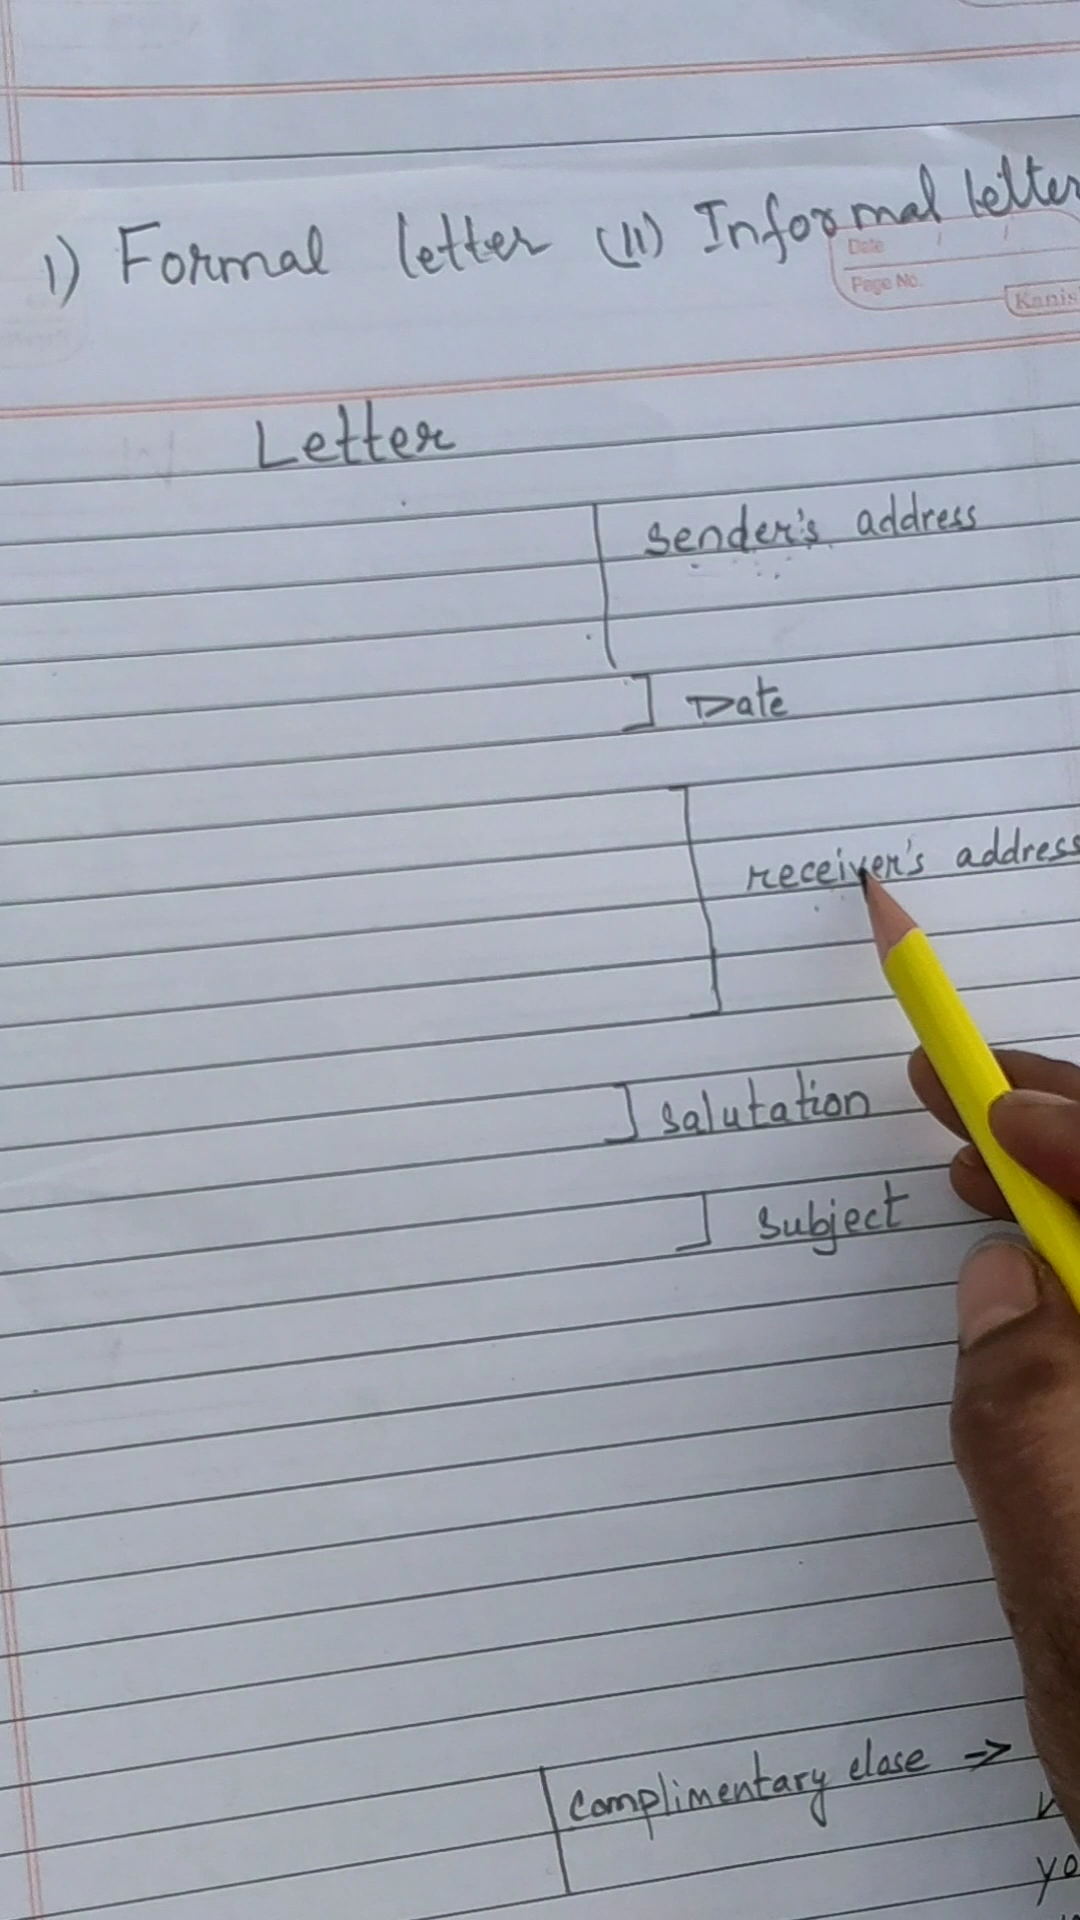 1) Formal letter (II) Informal letter
Date / /
Page No.
Letter
sender's address
Date
receiver's address
salutation
subject
complimentary close →